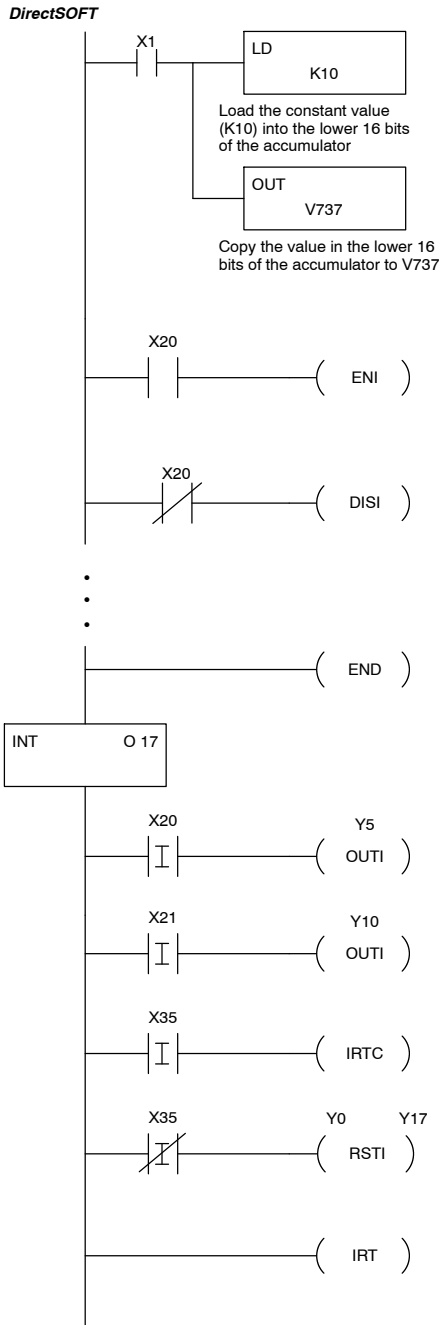 DirectSOFT
X1
LD
K10
Load the constant value
(K10) into the lower 16 bits
of the accumulator
OUT
V737
Copy the value in the lower 16
bits of the accumulator to V737
X20
ENI
X20
DISI
END
INT O 17
X20 Y5
OUTI
X21 Y10
OUTI
X35
IRTC
X35 Y0 Y17
RSTI
IRT